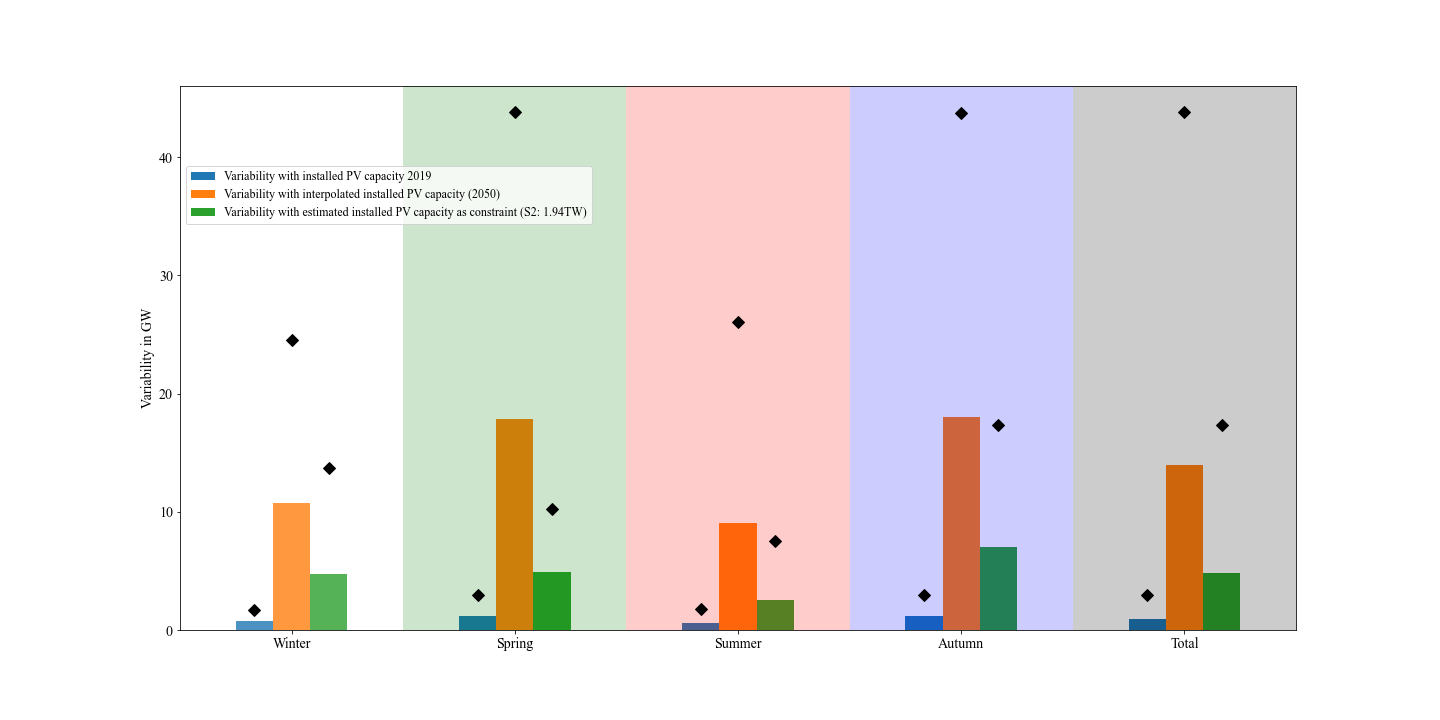 Variability in GW
40
30
20
10
0
Variability with installed PV capacity 2019
Variability with interpolated installed PV capacity (2050)
Variability with estimated installed PV capacity as constraint (S2: 1.94TW)
Winter
Spring
Summer
Autumn
Total